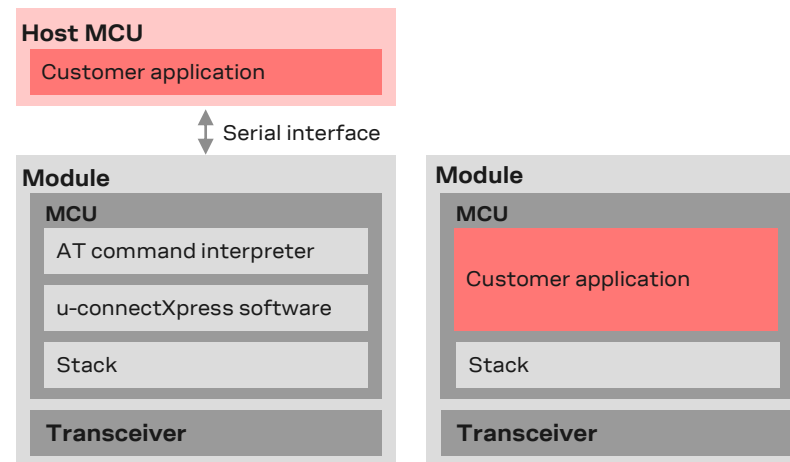 Host MCU
Customer application
Serial interface
Module
MCU
AT command interpreter
u-connectXpress software
Stack
Transceiver
Module
MCU
Customer application
Stack
Transceiver